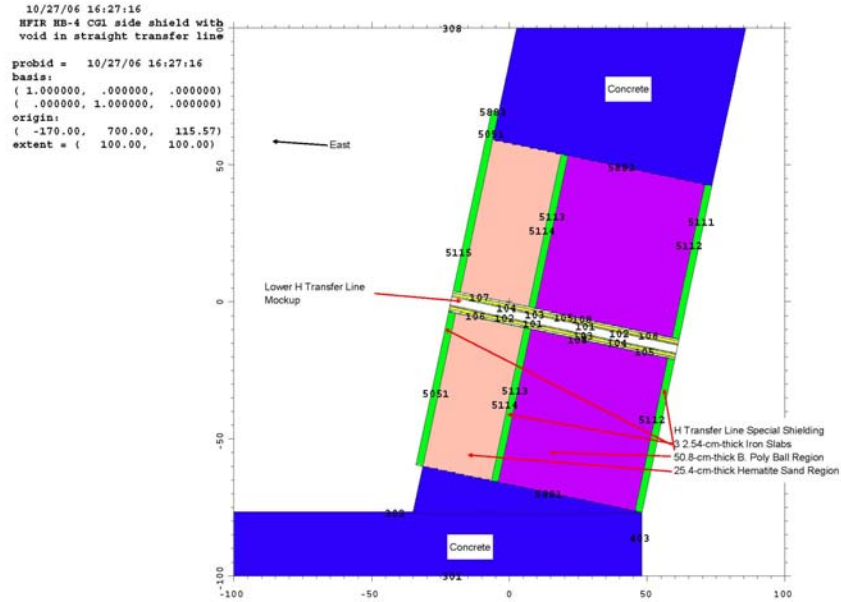 10/27/06 16:27:16
HFIR HB-4 CG1 side shield with
void in straight transfer line
probid = 10/27/06 16:27:16
basis:
( 1.000000, .000000, .000000)
( .000000, 1.000000, .000000)
origin:
( -170.00, 700.00, 115.57)
extent = ( 100.00, 100.00)
-100
308
Concrete
5051
East
50
5113
5114
5111
5112
5115
Lower H Transfer Line
Mockup
0
107
104
103
106
102
101
101
102
104
105
5051
5113
5114
5112
H Transfer Line Special Shielding
3 2.54-cm-thick Iron Slabs
50.8-cm-thick B. Poly Ball Region
25.4-cm-thick Hematite Sand Region
-50
403
Concrete
301
-100
-100
-50
0
50
100